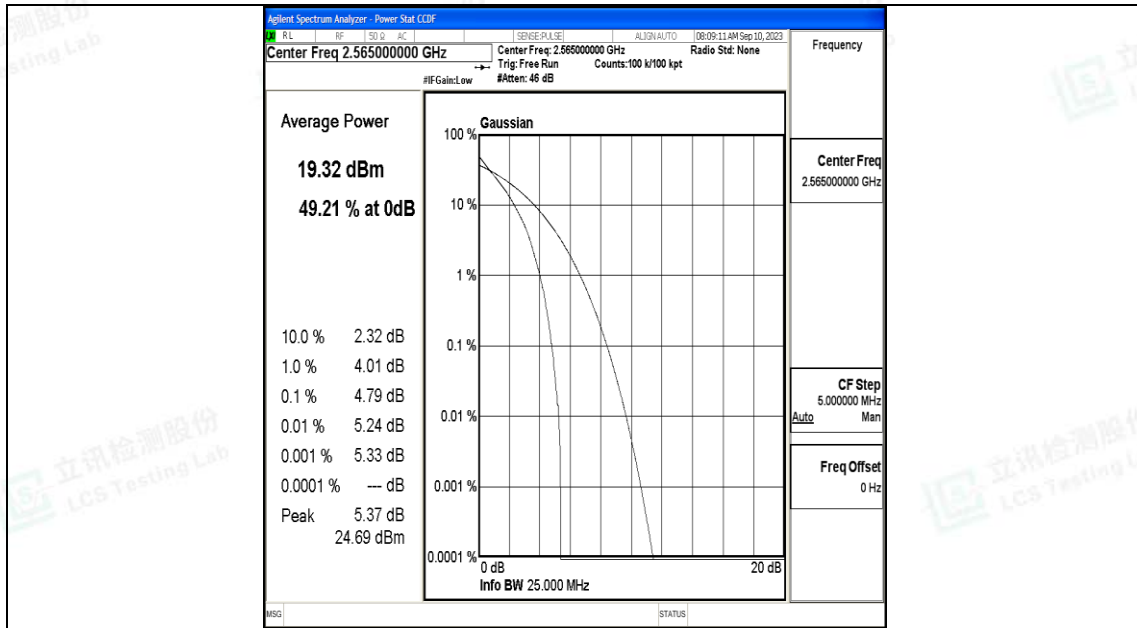 Agilent Spectrum Analyzer - Power Stat CCDF
LXI RL RF 50 Ω AC SENSE:PULSE ALIGN AUTO 08:09:11 AM Sep 10, 2023
Center Freq 2.565000000 GHz
Center Freq: 2.565000000 GHz Radio Std: None
Trig: Free Run Counts:100 k/100 kpt
#IFGain:Low #Atten: 46 dB
Frequency
Average Power
19.32 dBm
49.21 % at 0dB
10.0 % 2.32 dB
1.0 % 4.01 dB
0.1 % 4.79 dB
0.01 % 5.24 dB
0.001 % 5.33 dB
0.0001 % --- dB
Peak 5.37 dB
24.69 dBm
Gaussian
100 %
10 %
1 %
0.1 %
0.01 %
0.001 %
0.0001 %
0 dB 20 dB
Info BW 25.000 MHz
Center Freq
2.565000000 GHz
CF Step
5.000000 MHz
Auto Man
Freq Offset
0 Hz
MSG STATUS
立讯检测股份
LCS Testing Lab
立讯检测股份